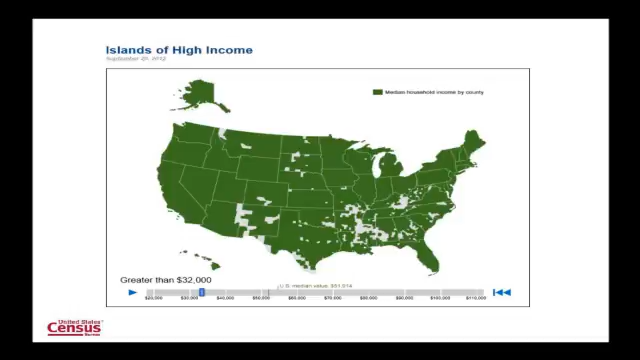 Islands of High Income
Median household income by county
Greater than $32,000
U.S. median value: $51,914
$20,000 $30,000 $40,000 $50,000 $60,000 $70,000 $80,000 $90,000 $100,000 $110,000
United States®
Census
Bureau